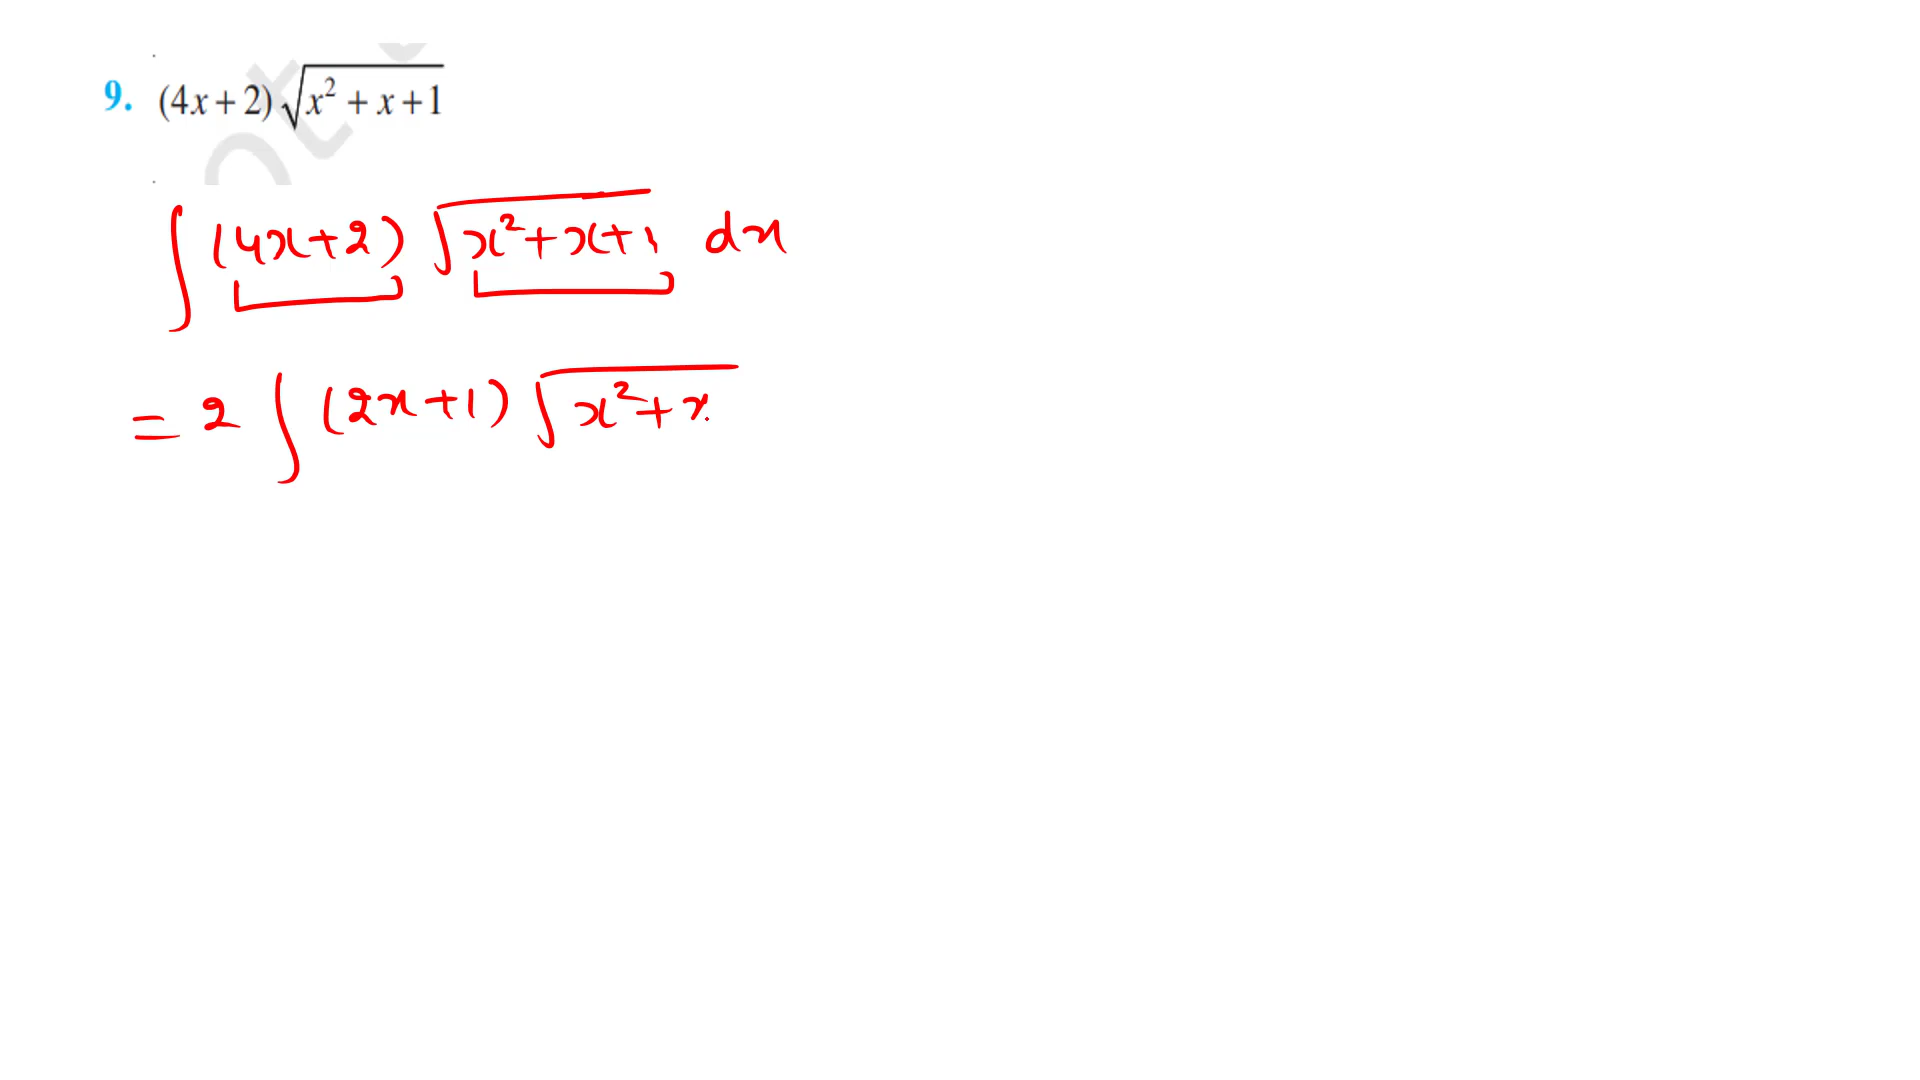 9. (4x+2)√(x² + x +1)
∫ (4x+2) √(x²+x+1) dx
= 2 ∫ (2x+1) √(x²+x